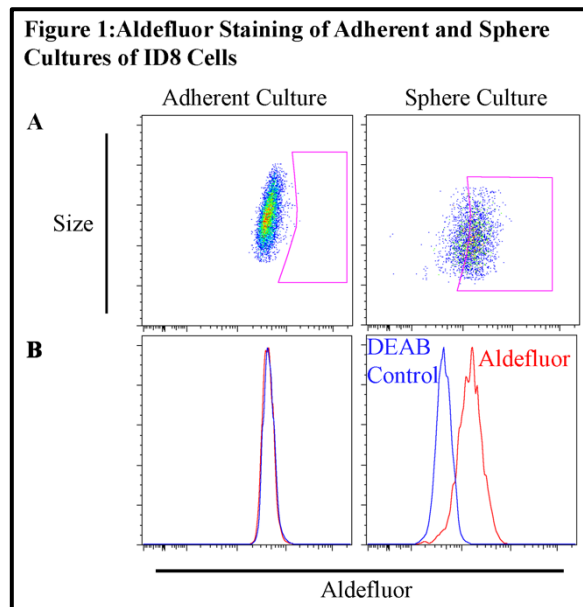 Figure 1:Aldefluor Staining of Adherent and Sphere
Cultures of ID8 Cells
Adherent Culture
Sphere Culture
A
Size
B
DEAB
Control
Aldefluor
Aldefluor